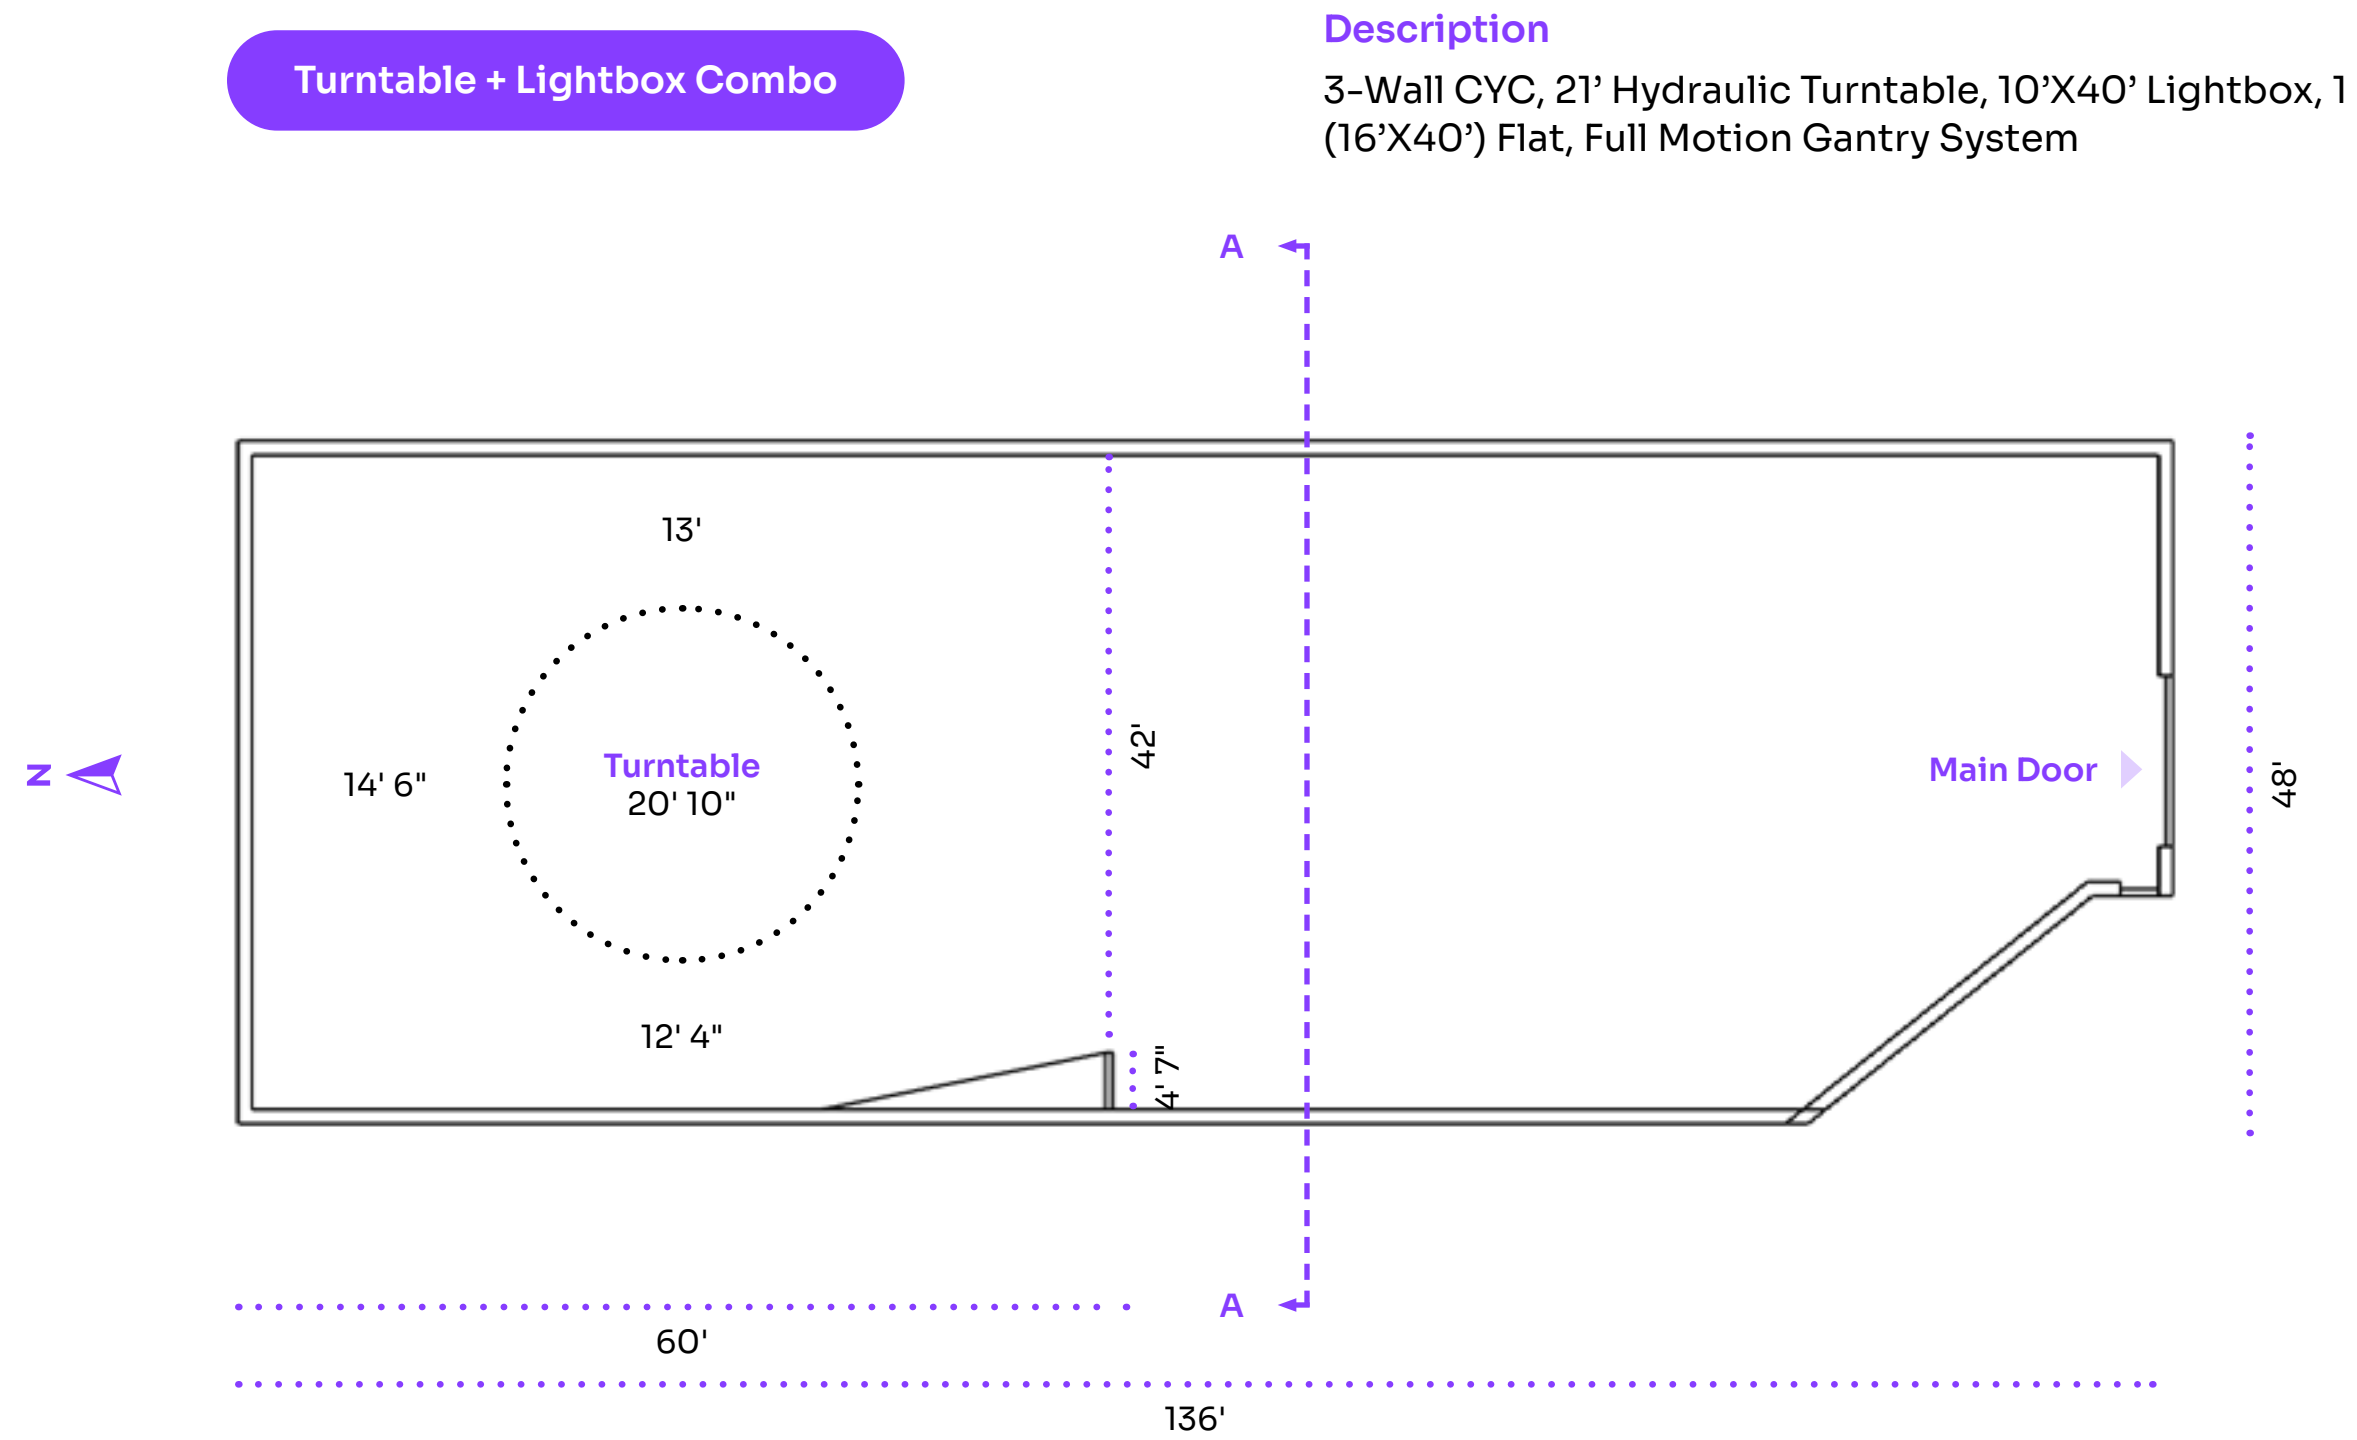 Turntable + Lightbox Combo
Description
3-Wall CYC, 21’ Hydraulic Turntable, 10’X40’ Lightbox, 1
(16’X40’) Flat, Full Motion Gantry System
A
13'
42'
N
14' 6"
Turntable
20' 10"
Main Door
48'
12' 4"
4' 7"
A
60'
136'